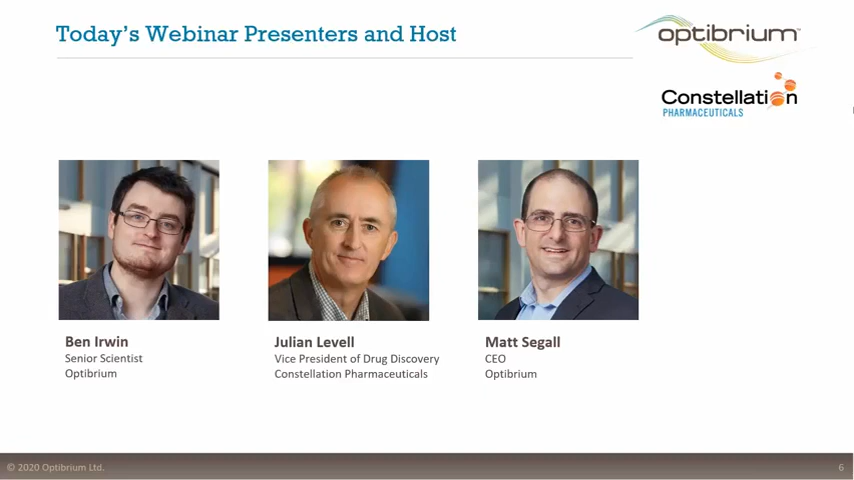 Today's Webinar Presenters and Host
optibrium™
Constellation
PHARMACEUTICALS
Ben Irwin
Senior Scientist
Optibrium
Julian Levell
Vice President of Drug Discovery
Constellation Pharmaceuticals
Matt Segall
CEO
Optibrium
© 2020 Optibrium Ltd.
6